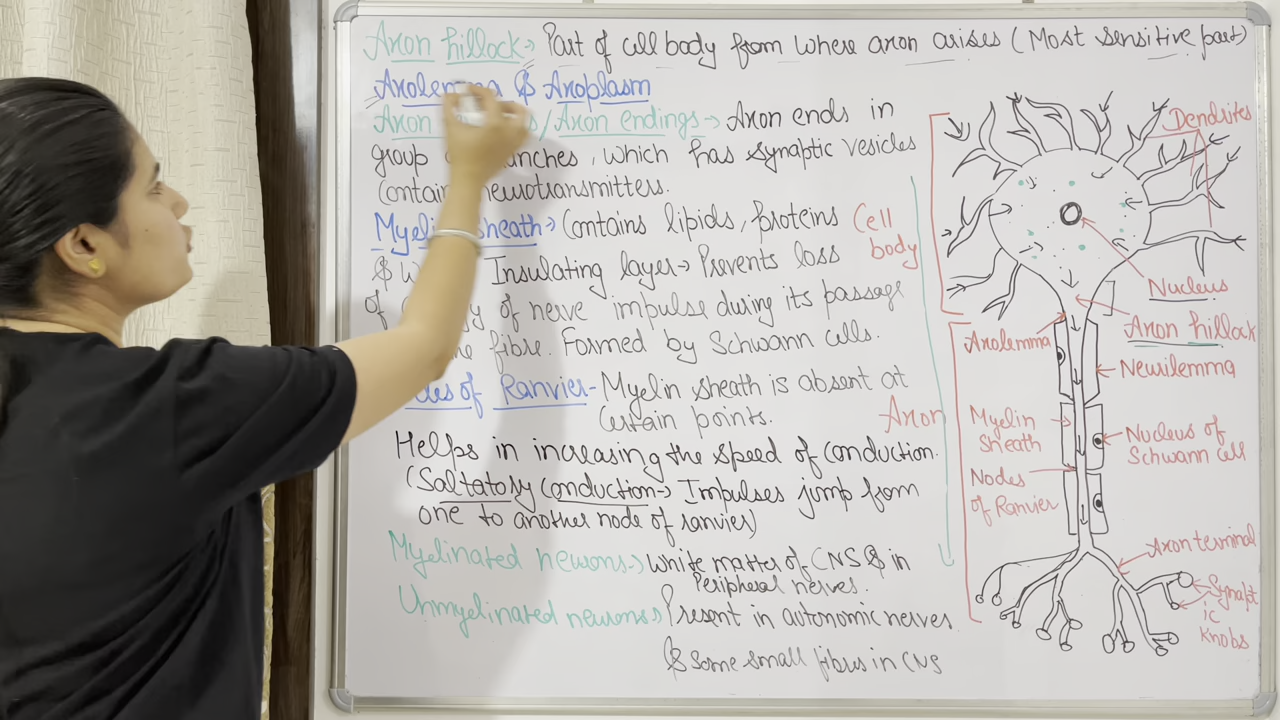 Axon hillock → Part of cell body from where axon arises (Most sensitive part)
Axolemma & Axoplasm
Axon /Axon endings → Axon ends in
group branches, which has synaptic vesicles
containing neurotransmitters.
Myelin sheath → Contains lipids, proteins
& Insulating layer → Prevents loss
of of nerve impulse during its passage
fibre. Formed by Schwann cells.
Nodes of Ranvier - Myelin sheath is absent at
certain points.
Helps in increasing the speed of conduction.
(Saltatory conduction → Impulses jump from
one to another node of ranvier)
Myelinated neurons → White matter of CNS & in
Peripheral nerves.
Unmyelinated neurons → Present in autonomic nerves
& some small fibres in CNS
Cell
body
Axon
Dendrites
Nucleus
Axon hillock
Axolemma
Neurilemma
Myelin
sheath
Nucleus of
Schwann cell
Nodes
of Ranvier
Axon terminal
Synapt
ic
knobs